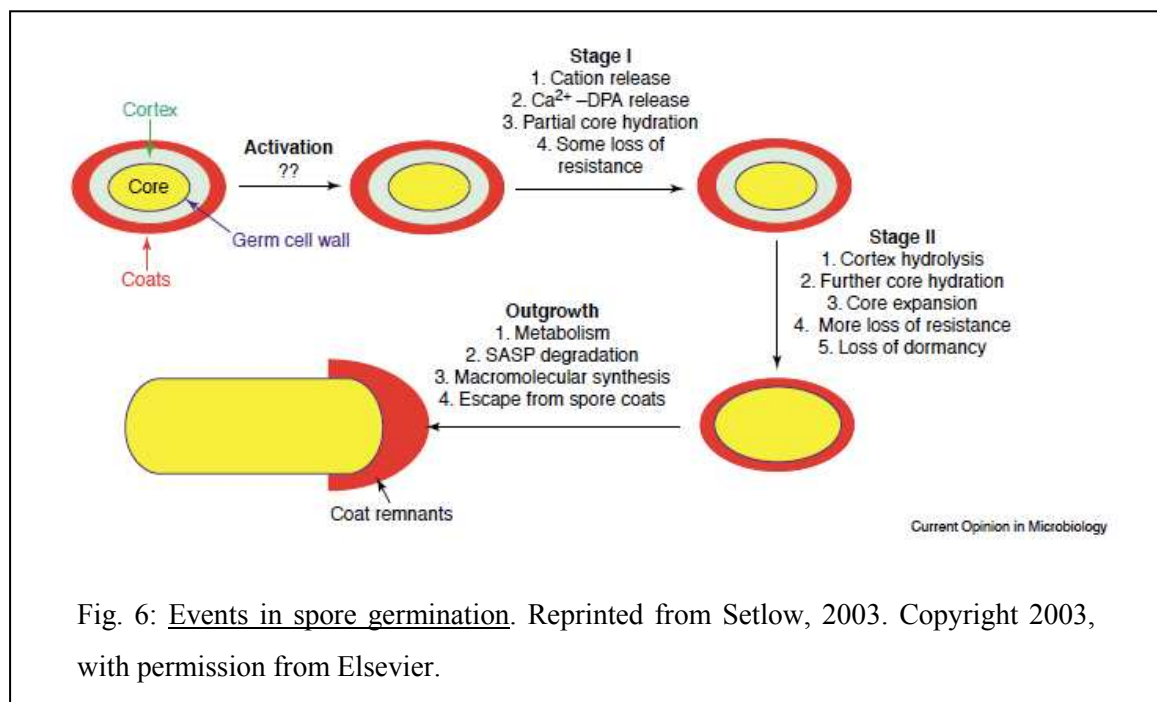 Cortex
Core
Germ cell wall
Coats
Activation
??
Stage I
1. Cation release
2. Ca²⁺ –DPA release
3. Partial core hydration
4. Some loss of
resistance
Stage II
1. Cortex hydrolysis
2. Further core hydration
3. Core expansion
4. More loss of resistance
5. Loss of dormancy
Outgrowth
1. Metabolism
2. SASP degradation
3. Macromolecular synthesis
4. Escape from spore coats
Coat remnants
Current Opinion in Microbiology
Fig. 6: Events in spore germination. Reprinted from Setlow, 2003. Copyright 2003,
with permission from Elsevier.